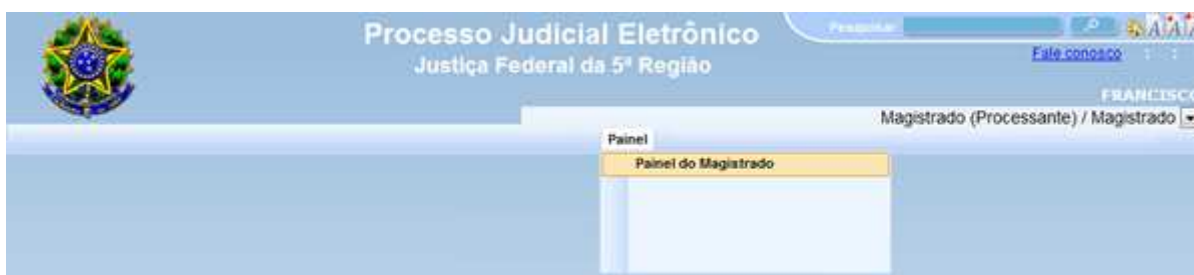 Processo Judicial Eletrônico
Justiça Federal da 5ª Região
Pesquisar
Fale conosco
FRANCISCO
Magistrado (Processante) / Magistrado
Painel
Painel do Magistrado